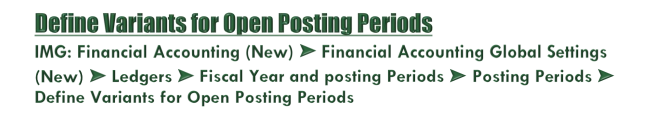 Define Variants for Open Posting Periods
IMG: Financial Accounting (New) ➤ Financial Accounting Global Settings
(New) ➤ Ledgers ➤ Fiscal Year and posting Periods ➤ Posting Periods ➤
Define Variants for Open Posting Periods